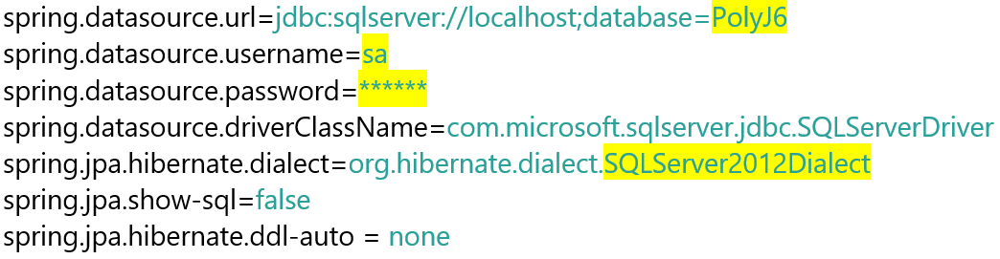 spring.datasource.url=jdbc:sqlserver://localhost;database=PolyJ6
spring.datasource.username=sa
spring.datasource.password=******
spring.datasource.driverClassName=com.microsoft.sqlserver.jdbc.SQLServerDriver
spring.jpa.hibernate.dialect=org.hibernate.dialect.SQLServer2012Dialect
spring.jpa.show-sql=false
spring.jpa.hibernate.ddl-auto = none